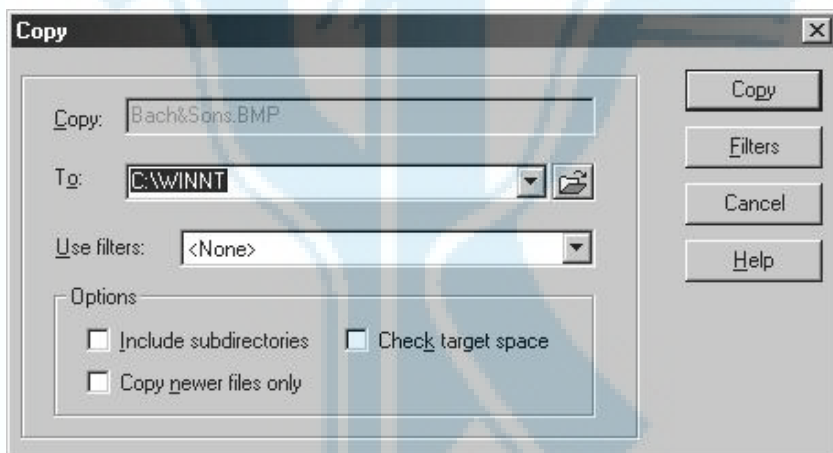 Copy
Copy: Bach&Sons.BMP
To: C:\WINNT
Use filters: <None>
Options
Include subdirectories
Check target space
Copy newer files only
Copy
Filters
Cancel
Help